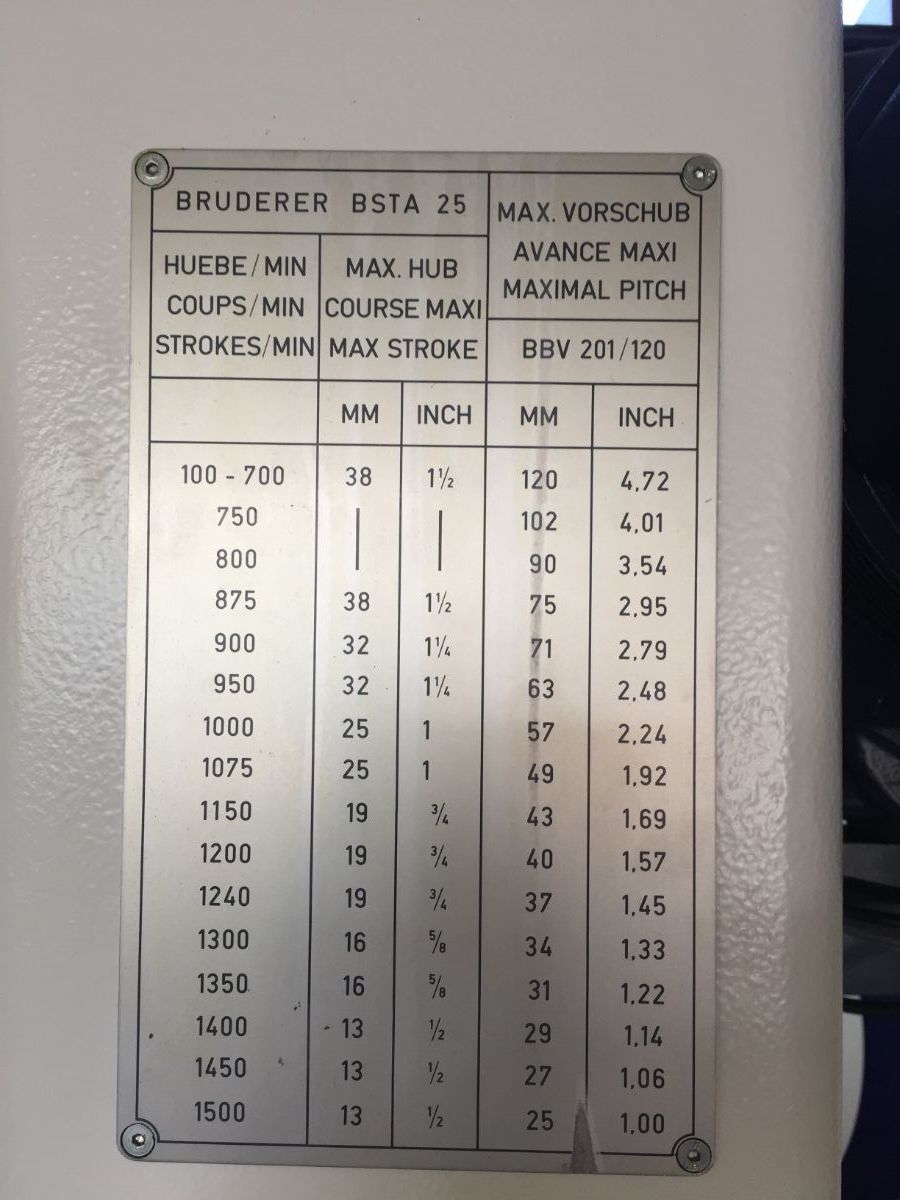 BRUDERER BSTA 25
MAX. VORSCHUB
AVANCE MAXI
MAXIMAL PITCH
HUEBE/MIN MAX. HUB
COUPS/MIN COURSE MAXI
STROKES/MIN MAX STROKE BBV 201/120
MM INCH MM INCH
100 - 700 38 1½ 120 4,72
750 | | 102 4,01
800 90 3,54
875 38 1½ 75 2,95
900 32 1¼ 71 2,79
950 32 1¼ 63 2,48
1000 25 1 57 2,24
1075 25 1 49 1,92
1150 19 ¾ 43 1,69
1200 19 ¾ 40 1,57
1240 19 ¾ 37 1,45
1300 16 ⅝ 34 1,33
1350 16 ⅝ 31 1,22
1400 13 ½ 29 1,14
1450 13 ½ 27 1,06
1500 13 ½ 25 1,00